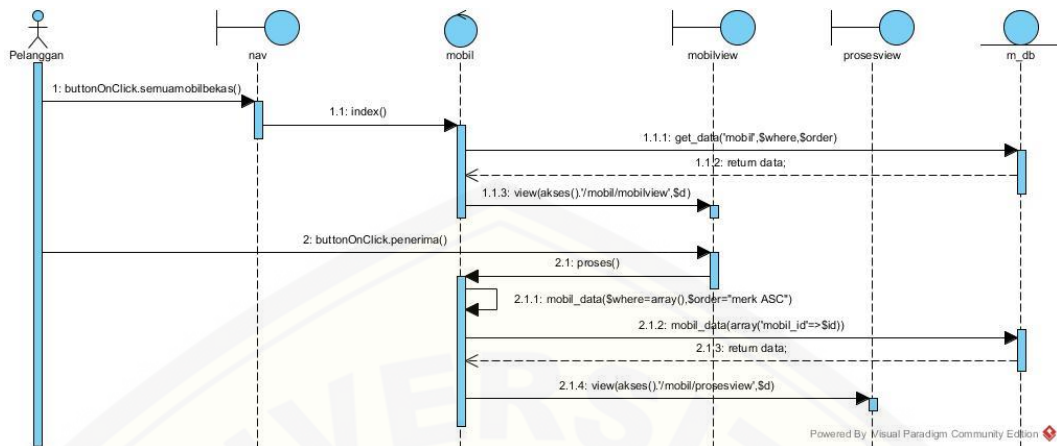 Pelanggan
nav
mobil
mobilview
prosesview
m_db
1: buttonOnClick.semuamobilbekas()
1.1: index()
1.1.1: get_data('mobil',$where,$order)
1.1.2: return data;
1.1.3: view(akses().'/mobil/mobilview',$d)
2: buttonOnClick.penerima()
2.1: proses()
2.1.1: mobil_data($where=array(),$order="merk ASC")
2.1.2: mobil_data(array('mobil_id'=>$id))
2.1.3: return data;
2.1.4: view(akses().'/mobil/prosesview',$d)
Powered By Visual Paradigm Community Edition